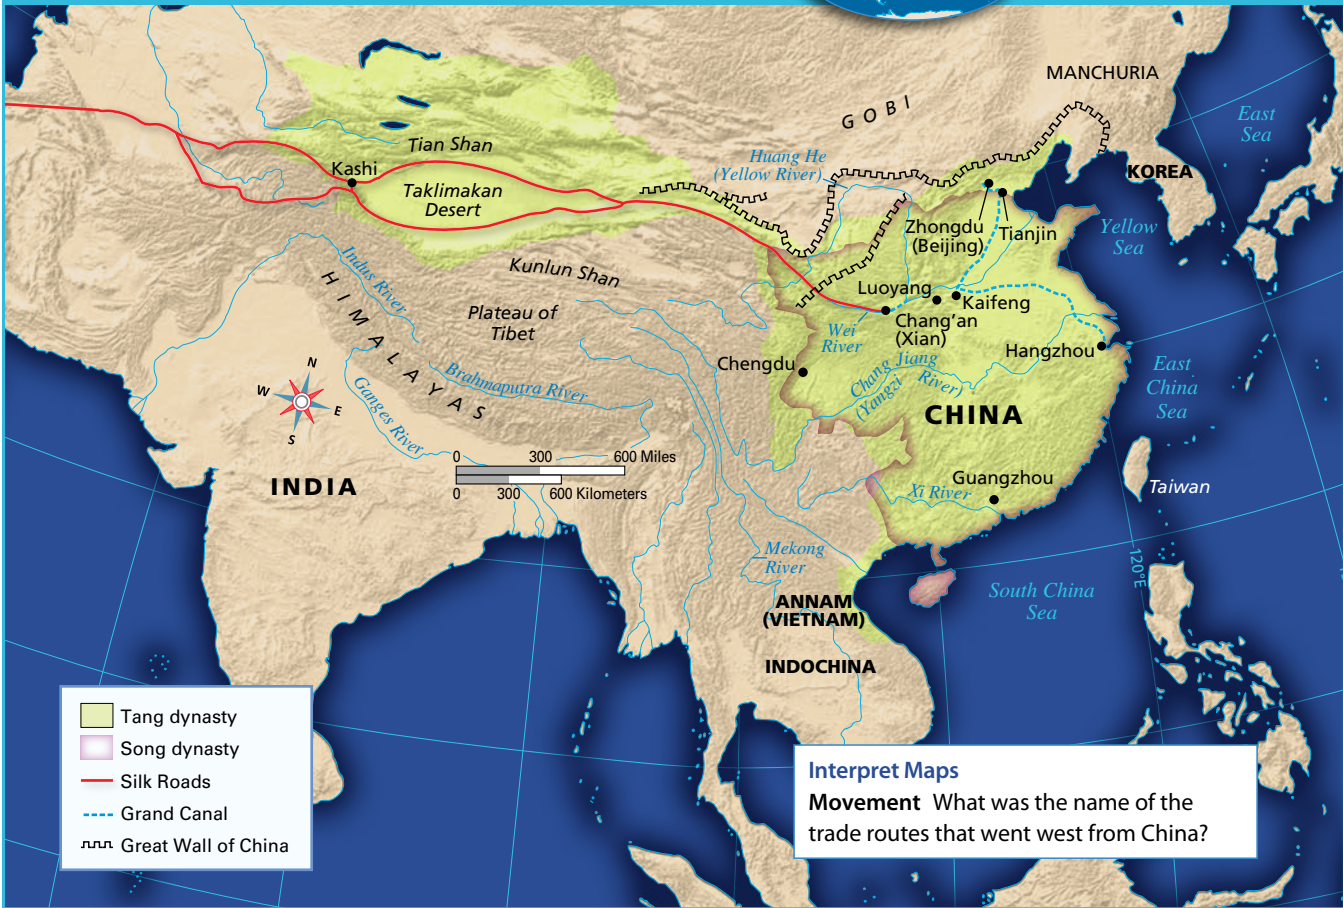 MANCHURIA
GOBI
East
Sea
Huang He
(Yellow River)
Tian Shan
Kashi
KOREA
Taklimakan
Desert
Zhongdu
(Beijing)
Tianjin
Yellow
Sea
Indus River
Kunlun Shan
HIMALAYAS
Luoyang
Kaifeng
Plateau of
Tibet
Chang'an
(Xian)
Wei
River
Hangzhou
Chengdu
Chang Jiang
(Yangzi River)
East
China
Sea
N
W
E
S
Brahmaputra River
Ganges River
CHINA
0 300 600 Miles
0 300 600 Kilometers
INDIA
Guangzhou
Xi River
Taiwan
Mekong
River
120°E
South China
Sea
ANNAM
(VIETNAM)
INDOCHINA
Tang dynasty
Song dynasty
Silk Roads
Grand Canal
Great Wall of China
Interpret Maps
Movement What was the name of the
trade routes that went west from China?